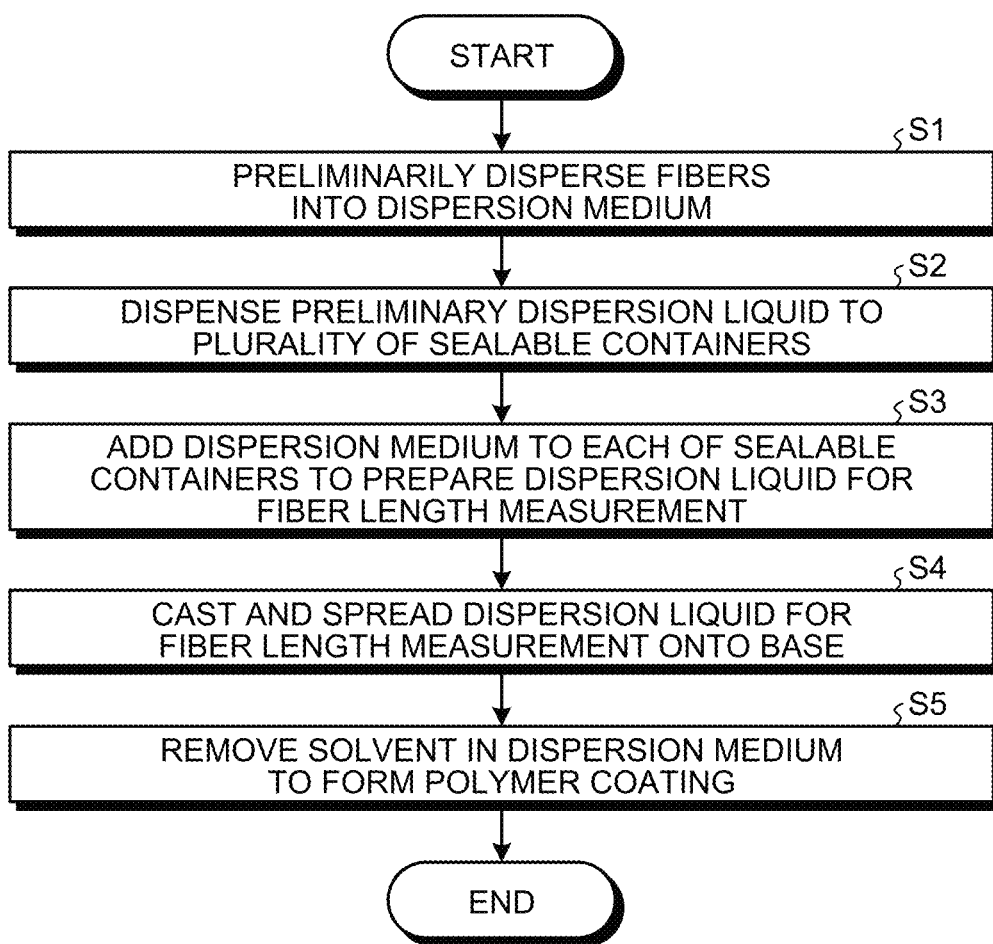 START
S1
PRELIMINARILY DISPERSE FIBERS
INTO DISPERSION MEDIUM
S2
DISPENSE PRELIMINARY DISPERSION LIQUID TO
PLURALITY OF SEALABLE CONTAINERS
S3
ADD DISPERSION MEDIUM TO EACH OF SEALABLE
CONTAINERS TO PREPARE DISPERSION LIQUID FOR
FIBER LENGTH MEASUREMENT
S4
CAST AND SPREAD DISPERSION LIQUID FOR
FIBER LENGTH MEASUREMENT ONTO BASE
S5
REMOVE SOLVENT IN DISPERSION MEDIUM
TO FORM POLYMER COATING
END